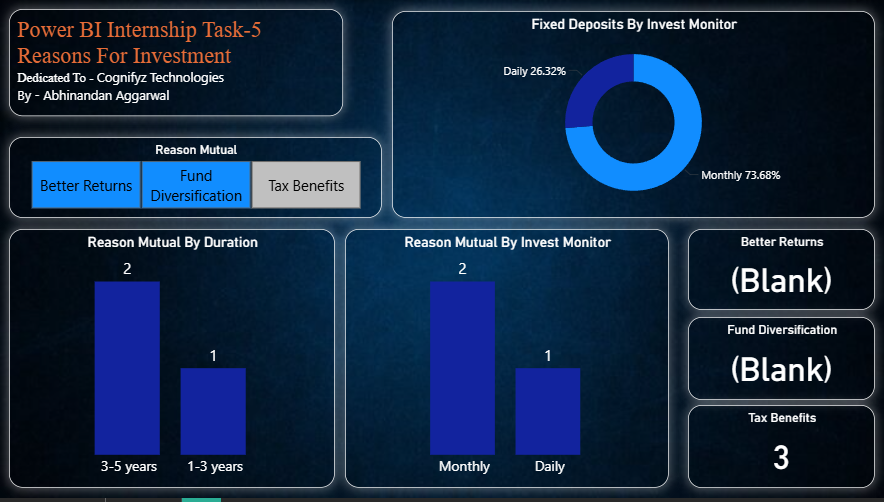 Power BI Internship Task-5
Reasons For Investment
Dedicated To - Cognifyz Technologies
By - Abhinandan Aggarwal
Fixed Deposits By Invest Monitor
Daily 26.32%
Monthly 73.68%
Reason Mutual
Better Returns
Fund
Diversification
Tax Benefits
Reason Mutual By Duration
2
1
3-5 years
1-3 years
Reason Mutual By Invest Monitor
2
1
Monthly
Daily
Better Returns
(Blank)
Fund Diversification
(Blank)
Tax Benefits
3